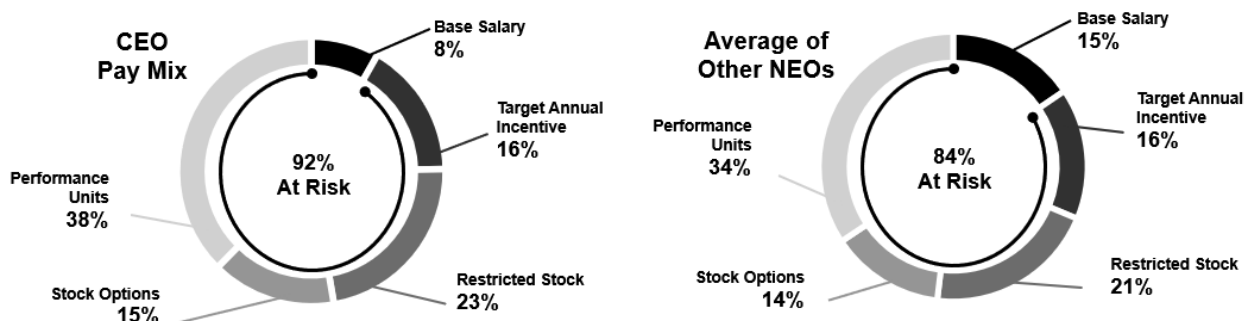 CEO
Pay Mix
Base Salary
8%
Target Annual
Incentive
16%
92%
At Risk
Performance
Units
38%
Stock Options
15%
Restricted Stock
23%
Average of
Other NEOs
Base Salary
15%
Target Annual
Incentive
16%
Performance
Units
34%
84%
At Risk
Stock Options
14%
Restricted Stock
21%